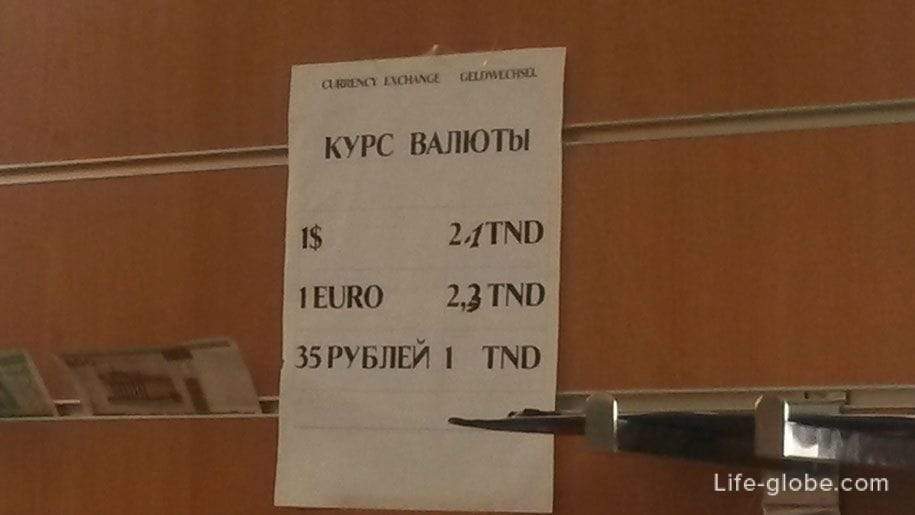 CURRENCY EXCHANGE GELDWECHSEL
КУРС ВАЛЮТЫ
1$ 2,1 TND
1 EURO 2,3 TND
35 РУБЛЕЙ 1 TND
Life-globe.com